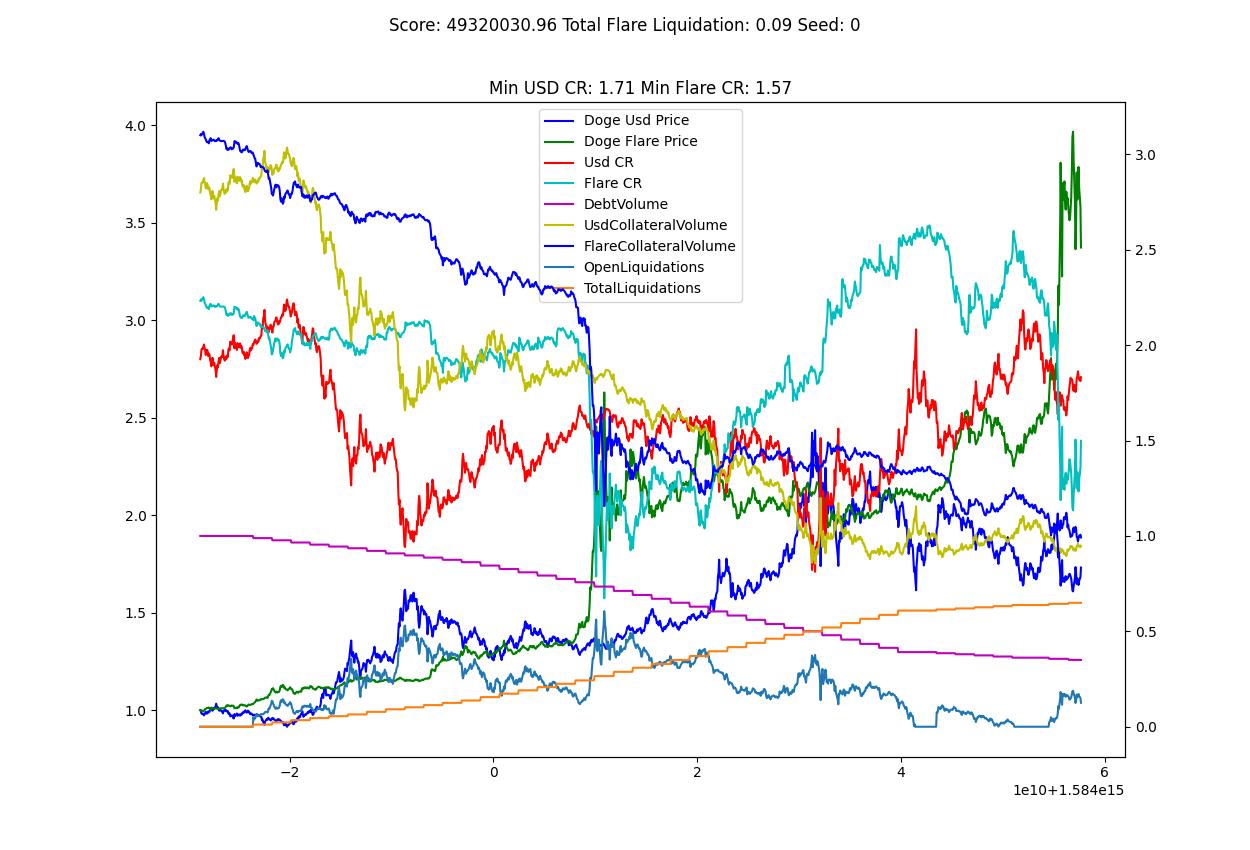 Score: 49320030.96 Total Flare Liquidation: 0.09 Seed: 0
Min USD CR: 1.71 Min Flare CR: 1.57
Doge Usd Price
Doge Flare Price
Usd CR
Flare CR
DebtVolume
UsdCollateralVolume
FlareCollateralVolume
OpenLiquidations
TotalLiquidations
4.0
3.5
3.0
2.5
2.0
1.5
1.0
3.0
2.5
2.0
1.5
1.0
0.5
0.0
−2
0
2
4
6
1e10+1.584e15